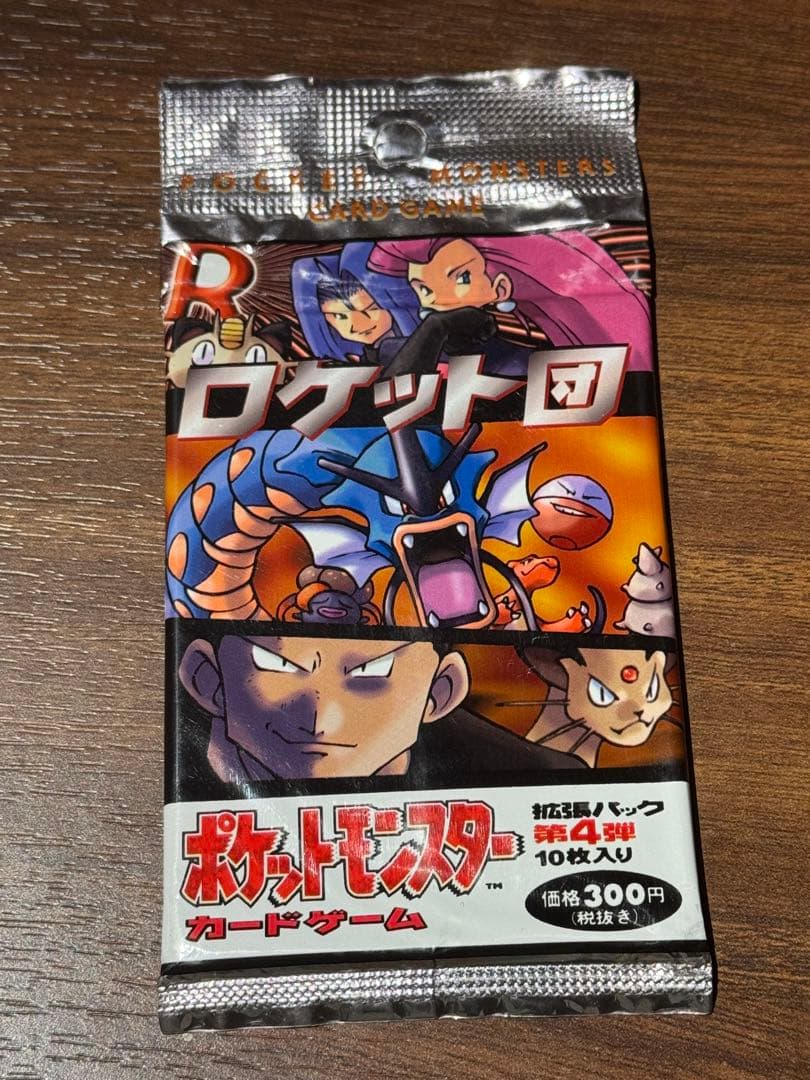 POCKET MONSTERS
CARD GAME
R
ロケット団
ポケットモンスター
TM
カードゲーム
拡張パック
第4弾
10枚入り
価格300円
(税抜き)